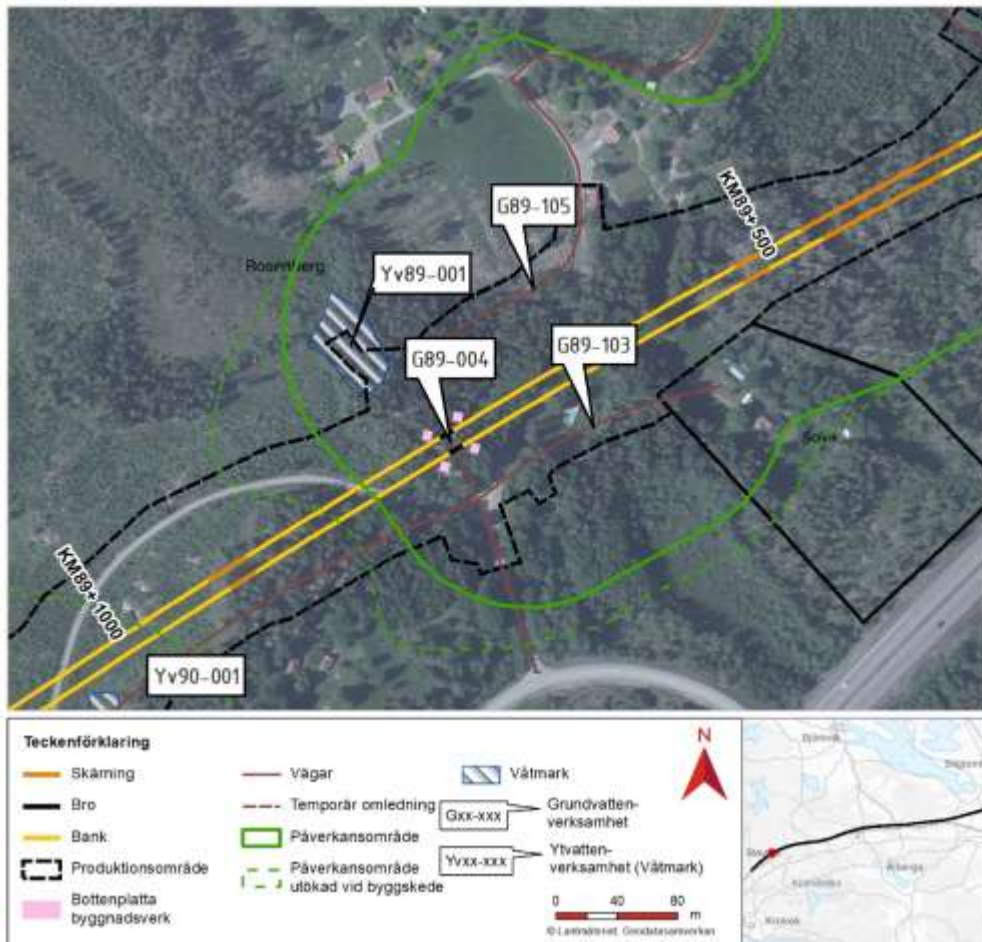 G89-105
KM89+ 500
Rosenberg
Yv89-001
G89-004
G89-103
Solvik
KM89+ 1000
Yv90-001
Teckenförklaring
Skärning
Bro
Bank
Produktionsområde
Bottenplatta
byggnadsverk
Vägar
Temporär omledning
Påverkansområde
Påverkansområde
utökad vid byggskede
Våtmark
Gxx-xxx
Grundvatten-
verksamhet
Yvxx-xxx
Ytvatten-
verksamhet (Våtmark)
N
0 40 80
m
© Lantmäteriet, Geodatasamverkan
Ålberga